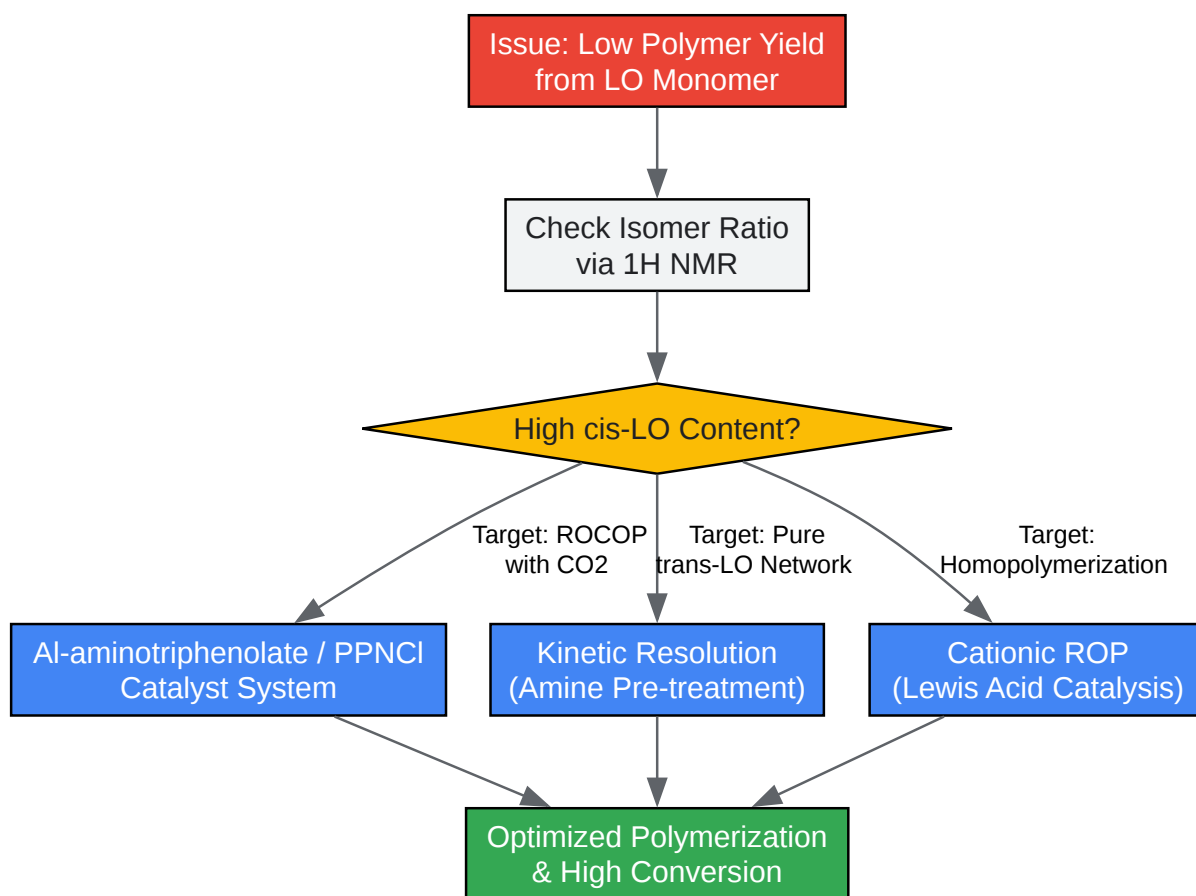 Issue: Low Polymer Yield
from LO Monomer
Check Isomer Ratio
via 1H NMR
High cis-LO Content?
Target: ROCOP
with CO2
Target: Pure
trans-LO Network
Target:
Homopolymerization
Al-aminotriphenolate / PPNCl
Catalyst System
Kinetic Resolution
(Amine Pre-treatment)
Cationic ROP
(Lewis Acid Catalysis)
Optimized Polymerization
& High Conversion